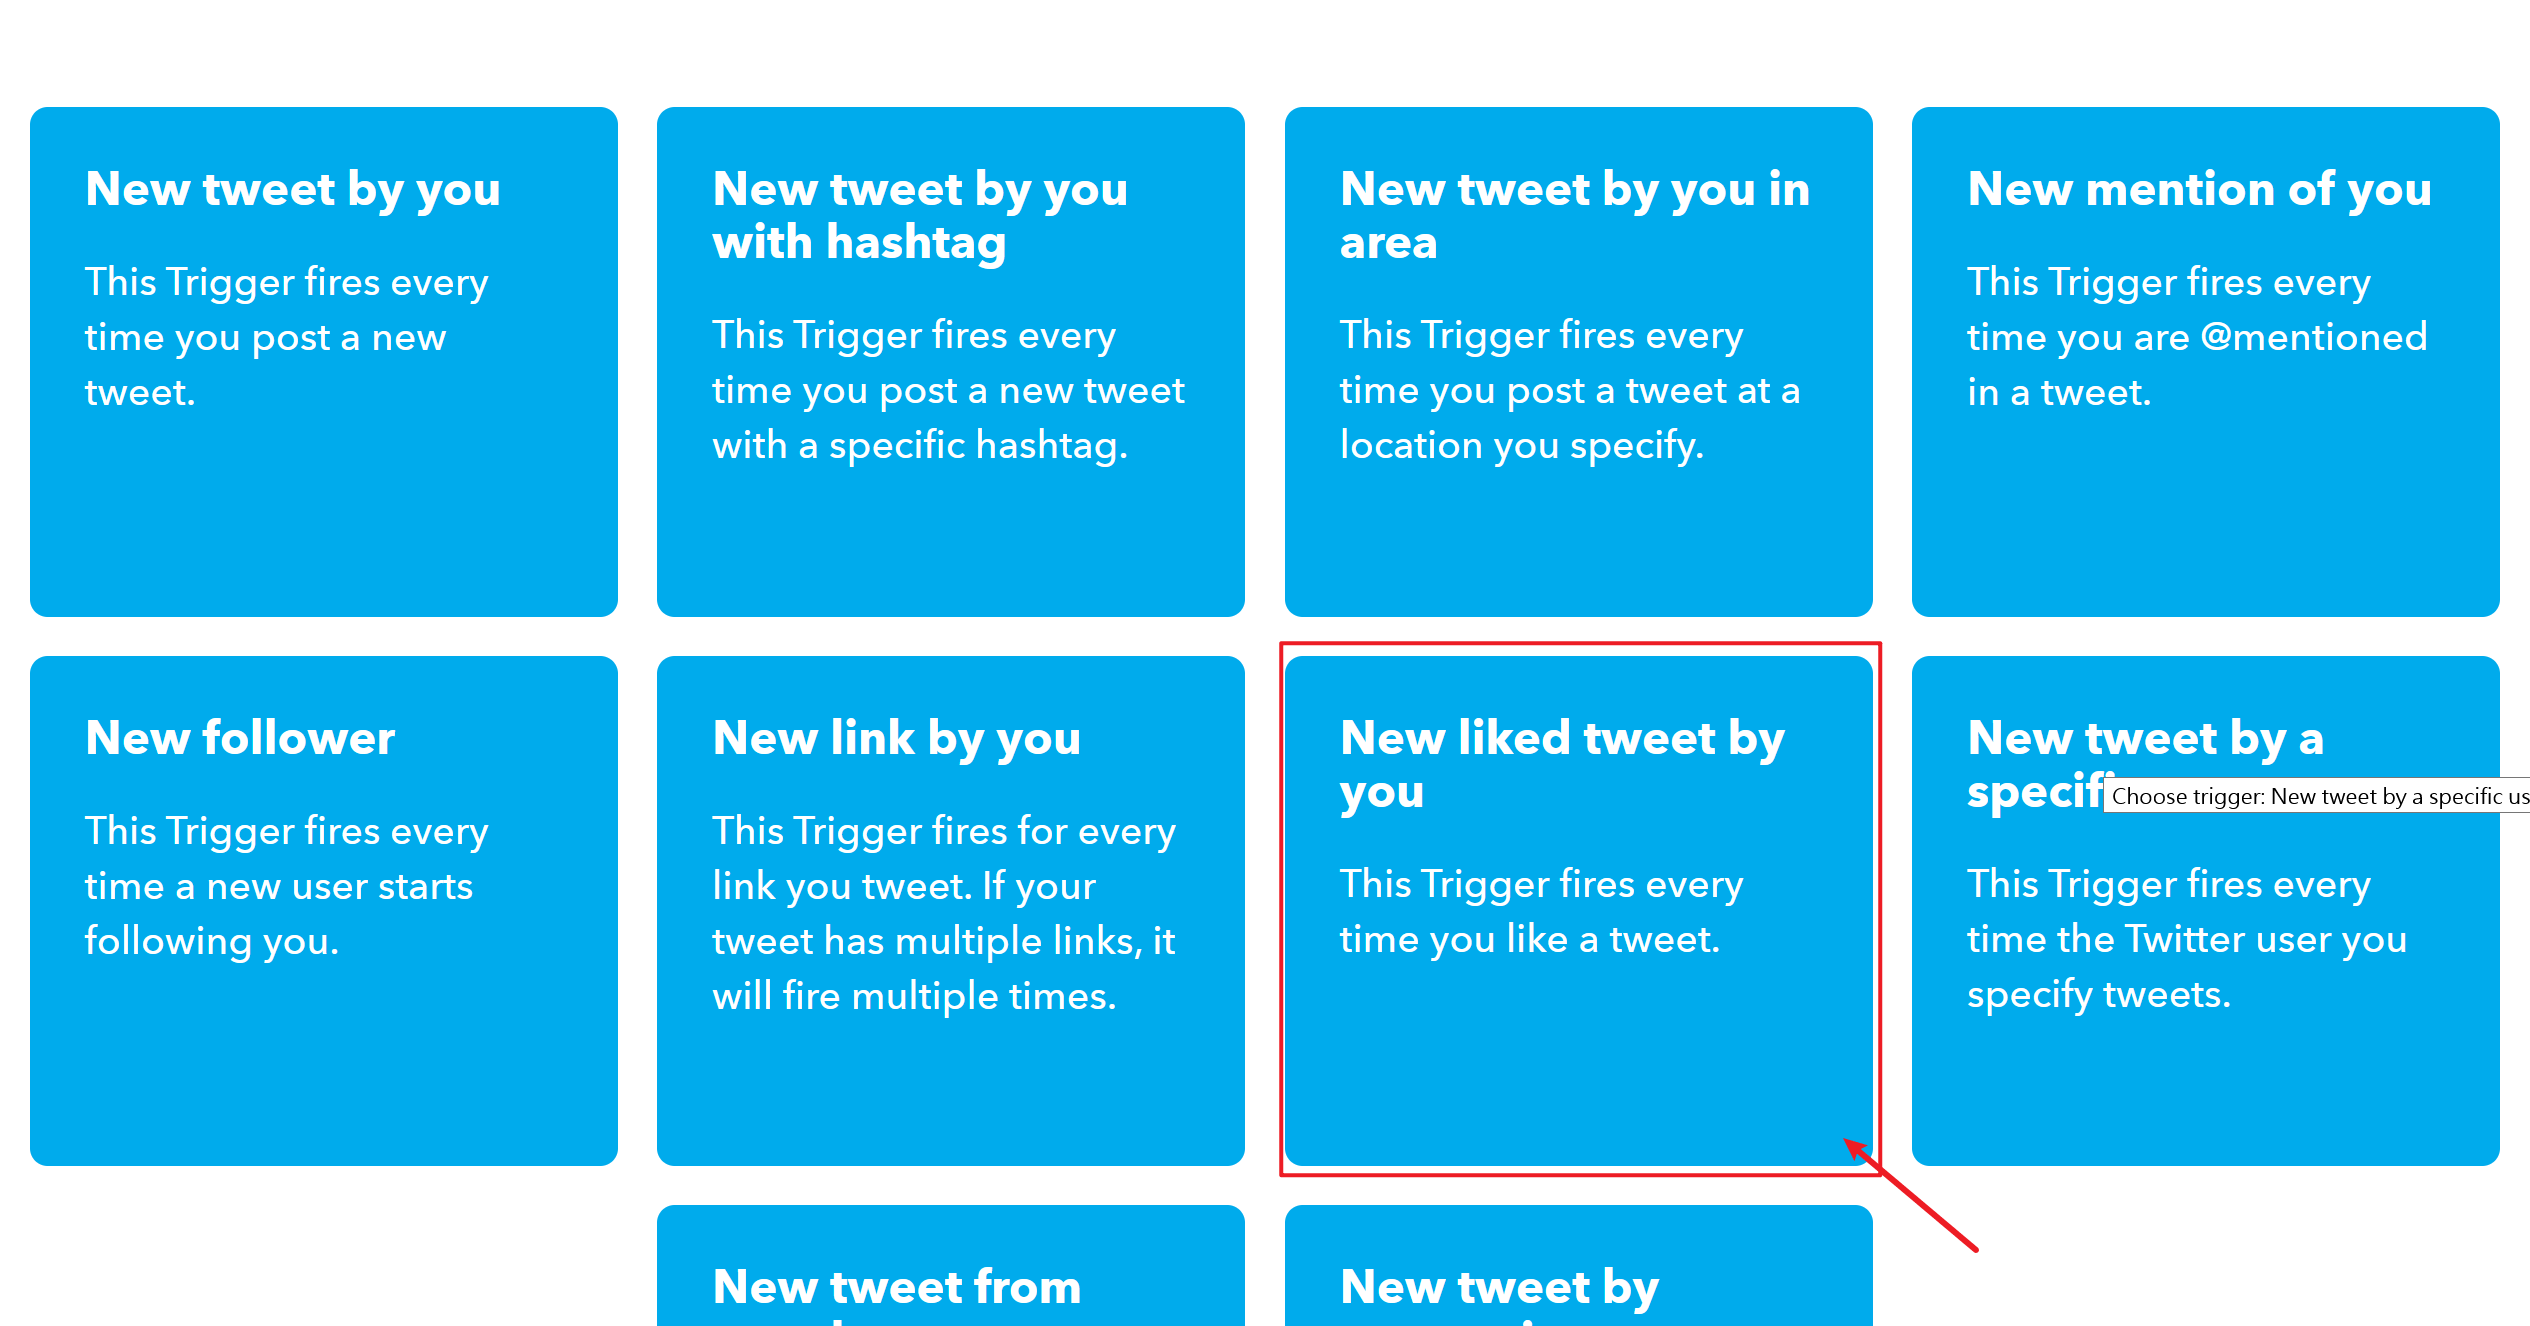 New tweet by you
This Trigger fires every
time you post a new
tweet.
New tweet by you
with hashtag
This Trigger fires every
time you post a new tweet
with a specific hashtag.
New tweet by you in
area
This Trigger fires every
time you post a tweet at a
location you specify.
New mention of you
This Trigger fires every
time you are @mentioned
in a tweet.
New follower
This Trigger fires every
time a new user starts
following you.
New link by you
This Trigger fires for every
link you tweet. If your
tweet has multiple links, it
will fire multiple times.
New liked tweet by
you
This Trigger fires every
time you like a tweet.
New tweet by a
Choose trigger: New tweet by a specific us
This Trigger fires every
time the Twitter user you
specify tweets.
New tweet from
New tweet by